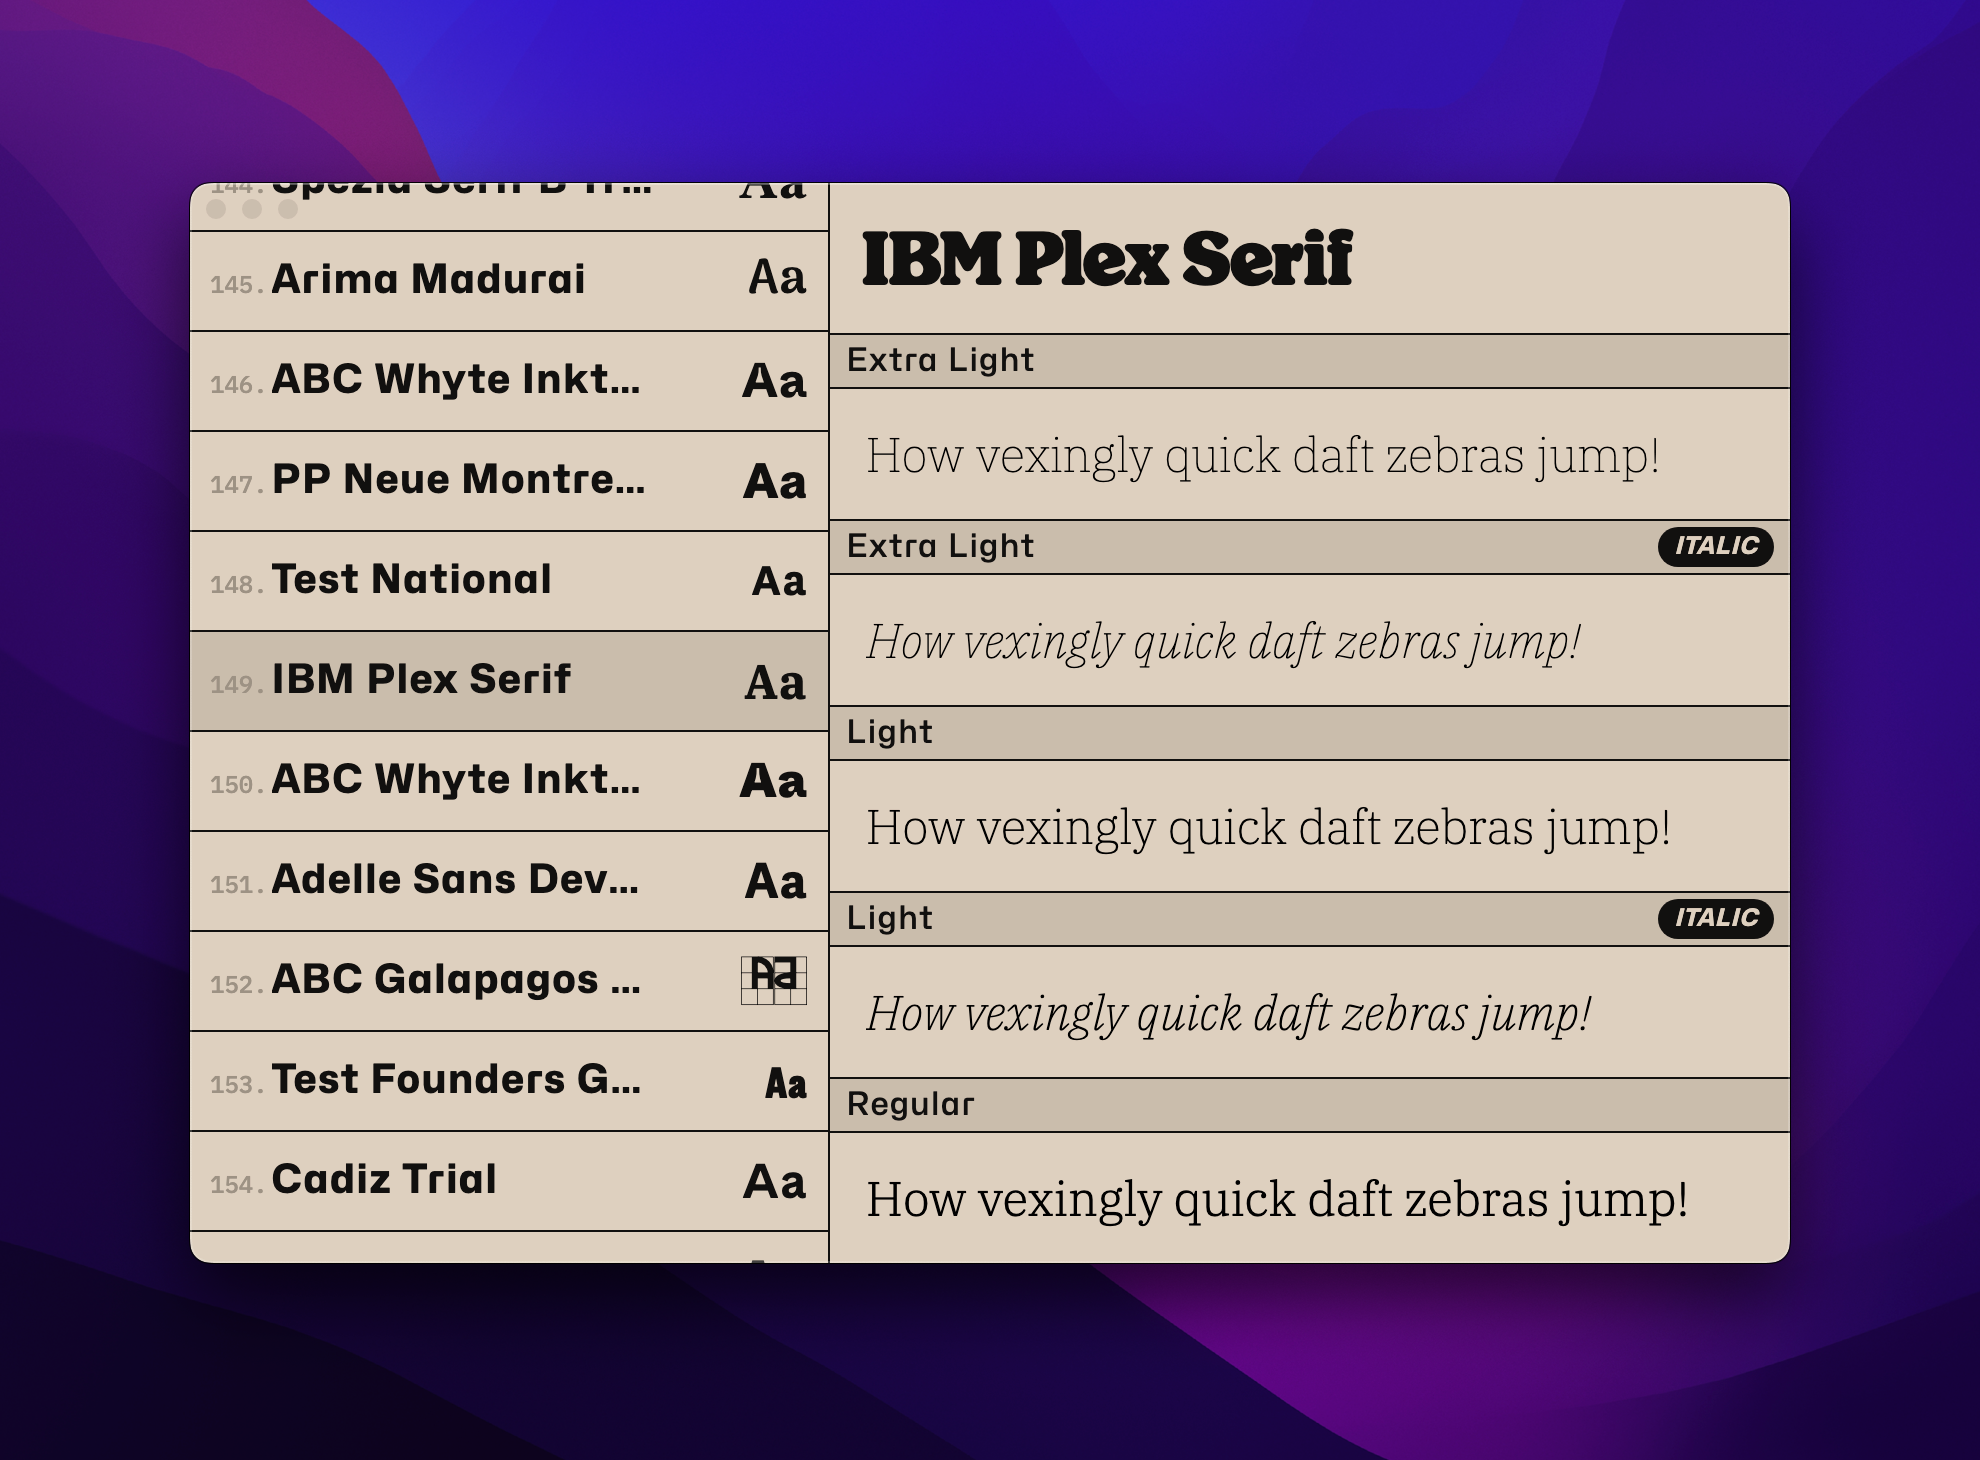 144. Spezia Serif B Tr... Aa
145. Arima Madurai Aa
146. ABC Whyte Inkt... Aa
147. PP Neue Montre... Aa
148. Test National Aa
149. IBM Plex Serif Aa
150. ABC Whyte Inkt... Aa
151. Adelle Sans Dev... Aa
152. ABC Galapagos ... Aa
153. Test Founders G... Aa
154. Cadiz Trial Aa
IBM Plex Serif
Extra Light
How vexingly quick daft zebras jump!
Extra Light ITALIC
How vexingly quick daft zebras jump!
Light
How vexingly quick daft zebras jump!
Light ITALIC
How vexingly quick daft zebras jump!
Regular
How vexingly quick daft zebras jump!